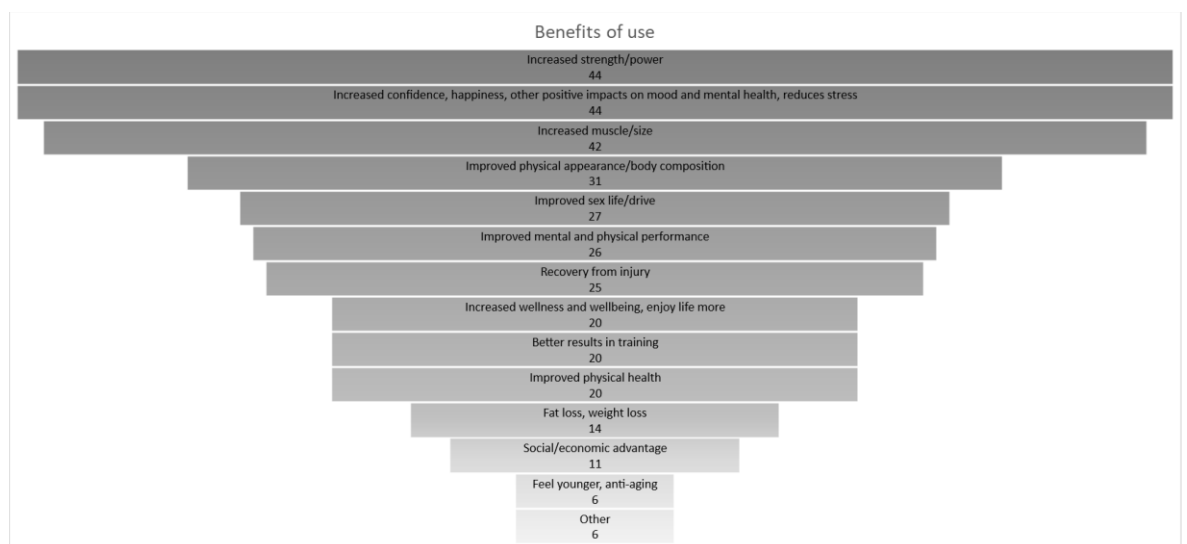 Benefits of use
Increased strength/power
44
Increased confidence, happiness, other positive impacts on mood and mental health, reduces stress
44
Increased muscle/size
42
Improved physical appearance/body composition
31
Improved sex life/drive
27
Improved mental and physical performance
26
Recovery from injury
25
Increased wellness and wellbeing, enjoy life more
20
Better results in training
20
Improved physical health
20
Fat loss, weight loss
14
Social/economic advantage
11
Feel younger, anti-aging
6
Other
6